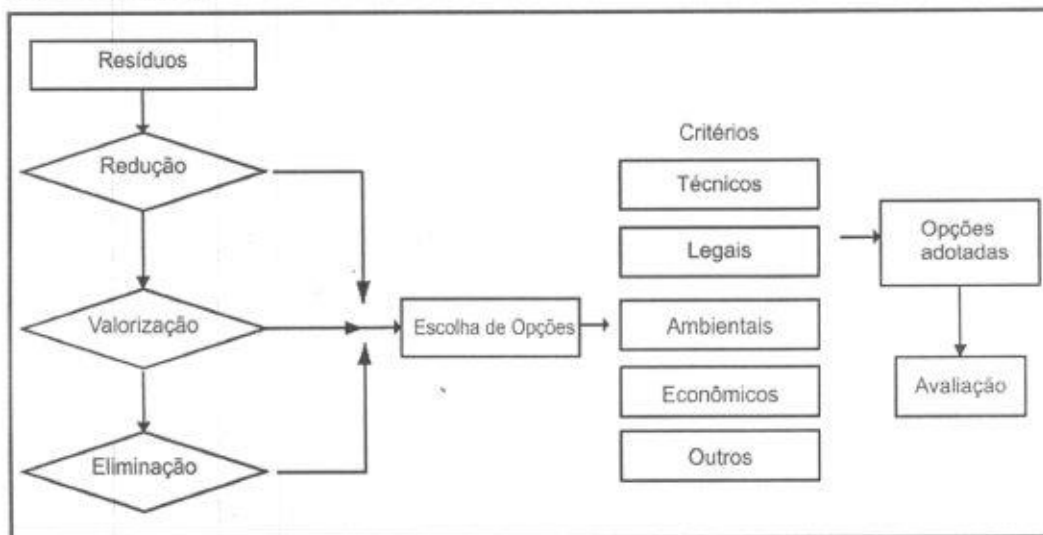 Resíduos
Redução
Valorização
Eliminação
Escolha de Opções
Critérios
Técnicos
Legais
Ambientais
Econômicos
Outros
Opções
adotadas
Avaliação